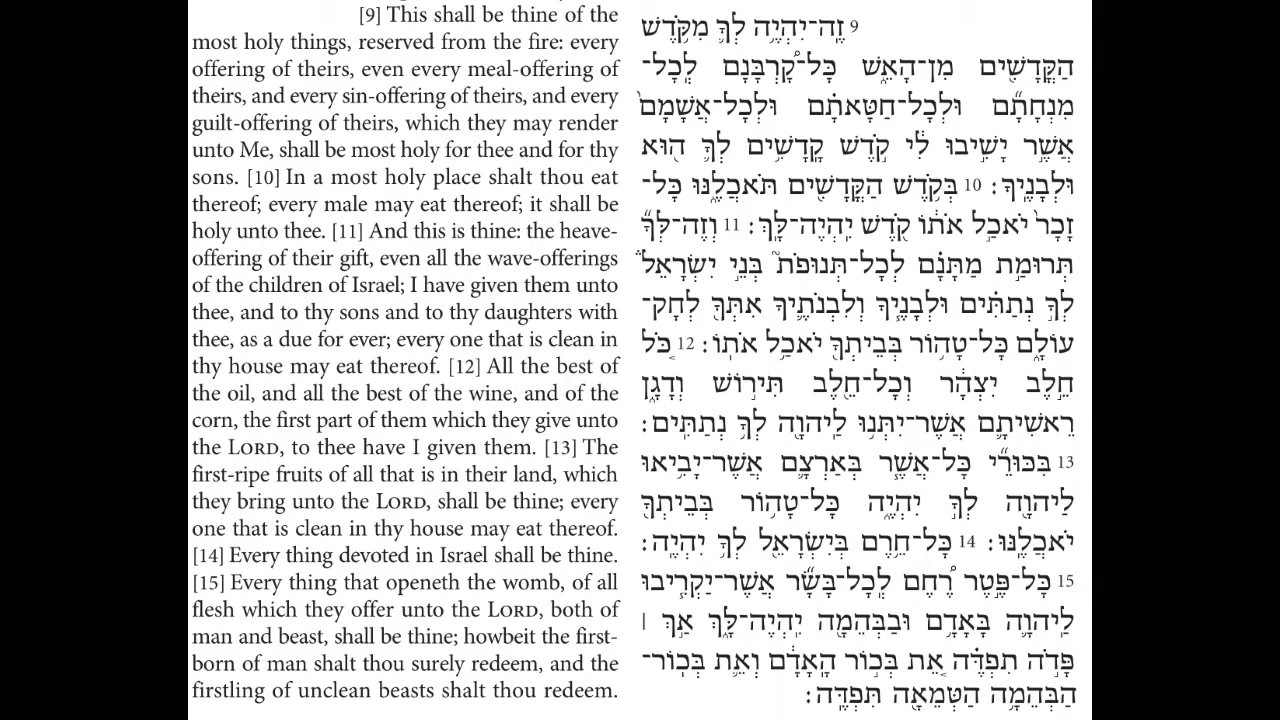 [9] This shall be thine of the
most holy things, reserved from the fire: every
offering of theirs, even every meal-offering of
theirs, and every sin-offering of theirs, and every
guilt-offering of theirs, which they may render
unto Me, shall be most holy for thee and for thy
sons. [10] In a most holy place shalt thou eat
thereof; every male may eat thereof; it shall be
holy unto thee. [11] And this is thine: the heave-
offering of their gift, even all the wave-offerings
of the children of Israel; I have given them unto
thee, and to thy sons and to thy daughters with
thee, as a due for ever; every one that is clean in
thy house may eat thereof. [12] All the best of
the oil, and all the best of the wine, and of the
corn, the first part of them which they give unto
the LORD, to thee have I given them. [13] The
first-ripe fruits of all that is in their land, which
they bring unto the LORD, shall be thine; every
one that is clean in thy house may eat thereof.
[14] Every thing devoted in Israel shall be thine.
[15] Every thing that openeth the womb, of all
flesh which they offer unto the LORD, both of
man and beast, shall be thine; howbeit the first-
born of man shalt thou surely redeem, and the
firstling of unclean beasts shalt thou redeem.
9 זֶֽה־יִהְיֶ֥ה לְךָ֛ מִקֹּ֥דֶשׁ
הַקֳּדָשִׁ֖ים מִן־הָאֵ֑שׁ כׇּל־קׇ֠רְבָּנָ֠ם לְֽכׇל־
מִנְחָתָ֞ם וּלְכׇל־חַטָּאתָ֗ם וּלְכׇל־אֲשָׁמָם֙
אֲשֶׁ֣ר יָשִׁ֣יבוּ לִ֔י קֹ֣דֶשׁ קׇֽדָשִׁ֥ים לְךָ֛ ה֖וּא
וּלְבָנֶֽיךָ׃ 10 בְּקֹ֥דֶשׁ הַקֳּדָשִׁ֖ים תֹּאכְלֶ֑נּוּ כׇּל־
זָכָר֙ יֹאכַ֣ל אֹת֔וֹ קֹ֖דֶשׁ יִֽהְיֶה־לָּֽךְ׃ 11 וְזֶה־לְּךָ֞
תְּרוּמַ֣ת מַתָּנָ֗ם לְכׇל־תְּנוּפֹת֮ בְּנֵ֣י יִשְׂרָאֵל֒
לְךָ֣ נְתַתִּ֗ים וּלְבָנֶ֧יךָ וְלִבְנֹתֶ֛יךָ אִתְּךָ֖ לְחׇק־
עוֹלָ֑ם כׇּל־טָה֥וֹר בְּבֵיתְךָ֖ יֹאכַ֥ל אֹתֽוֹ׃ 12 כֹּ֚ל
חֵ֣לֶב יִצְהָ֔ר וְכׇל־חֵ֖לֶב תִּיר֣וֹשׁ וְדָגָ֑ן
רֵאשִׁיתָ֛ם אֲשֶׁר־יִתְּנ֥וּ לַיהוָ֖ה לְךָ֥ נְתַתִּֽים׃
13 בִּכּוּרֵ֞י כׇּל־אֲשֶׁ֧ר בְּאַרְצָ֛ם אֲשֶׁר־יָבִ֥יאוּ
לַיהוָ֖ה לְךָ֣ יִהְיֶ֑ה כׇּל־טָה֥וֹר בְּבֵיתְךָ֖
יֹאכְלֶֽנּוּ׃ 14 כׇּל־חֵ֥רֶם בְּיִשְׂרָאֵ֖ל לְךָ֥ יִהְיֶֽה׃
15 כׇּל־פֶּ֣טֶר רֶ֠חֶם לְֽכׇל־בָּשָׂ֞ר אֲשֶׁר־יַקְרִ֧יבוּ
לַֽיהוָ֛ה בָּאָדָ֥ם וּבַבְּהֵמָ֖ה יִֽהְיֶה־לָּ֑ךְ אַ֣ךְ ׀
פָּדֹ֣ה תִפְדֶּ֗ה אֵ֚ת בְּכ֣וֹר הָֽאָדָ֔ם וְאֵ֛ת בְּכֽוֹר־
הַבְּהֵמָ֥ה הַטְּמֵאָ֖ה תִּפְדֶּֽה׃